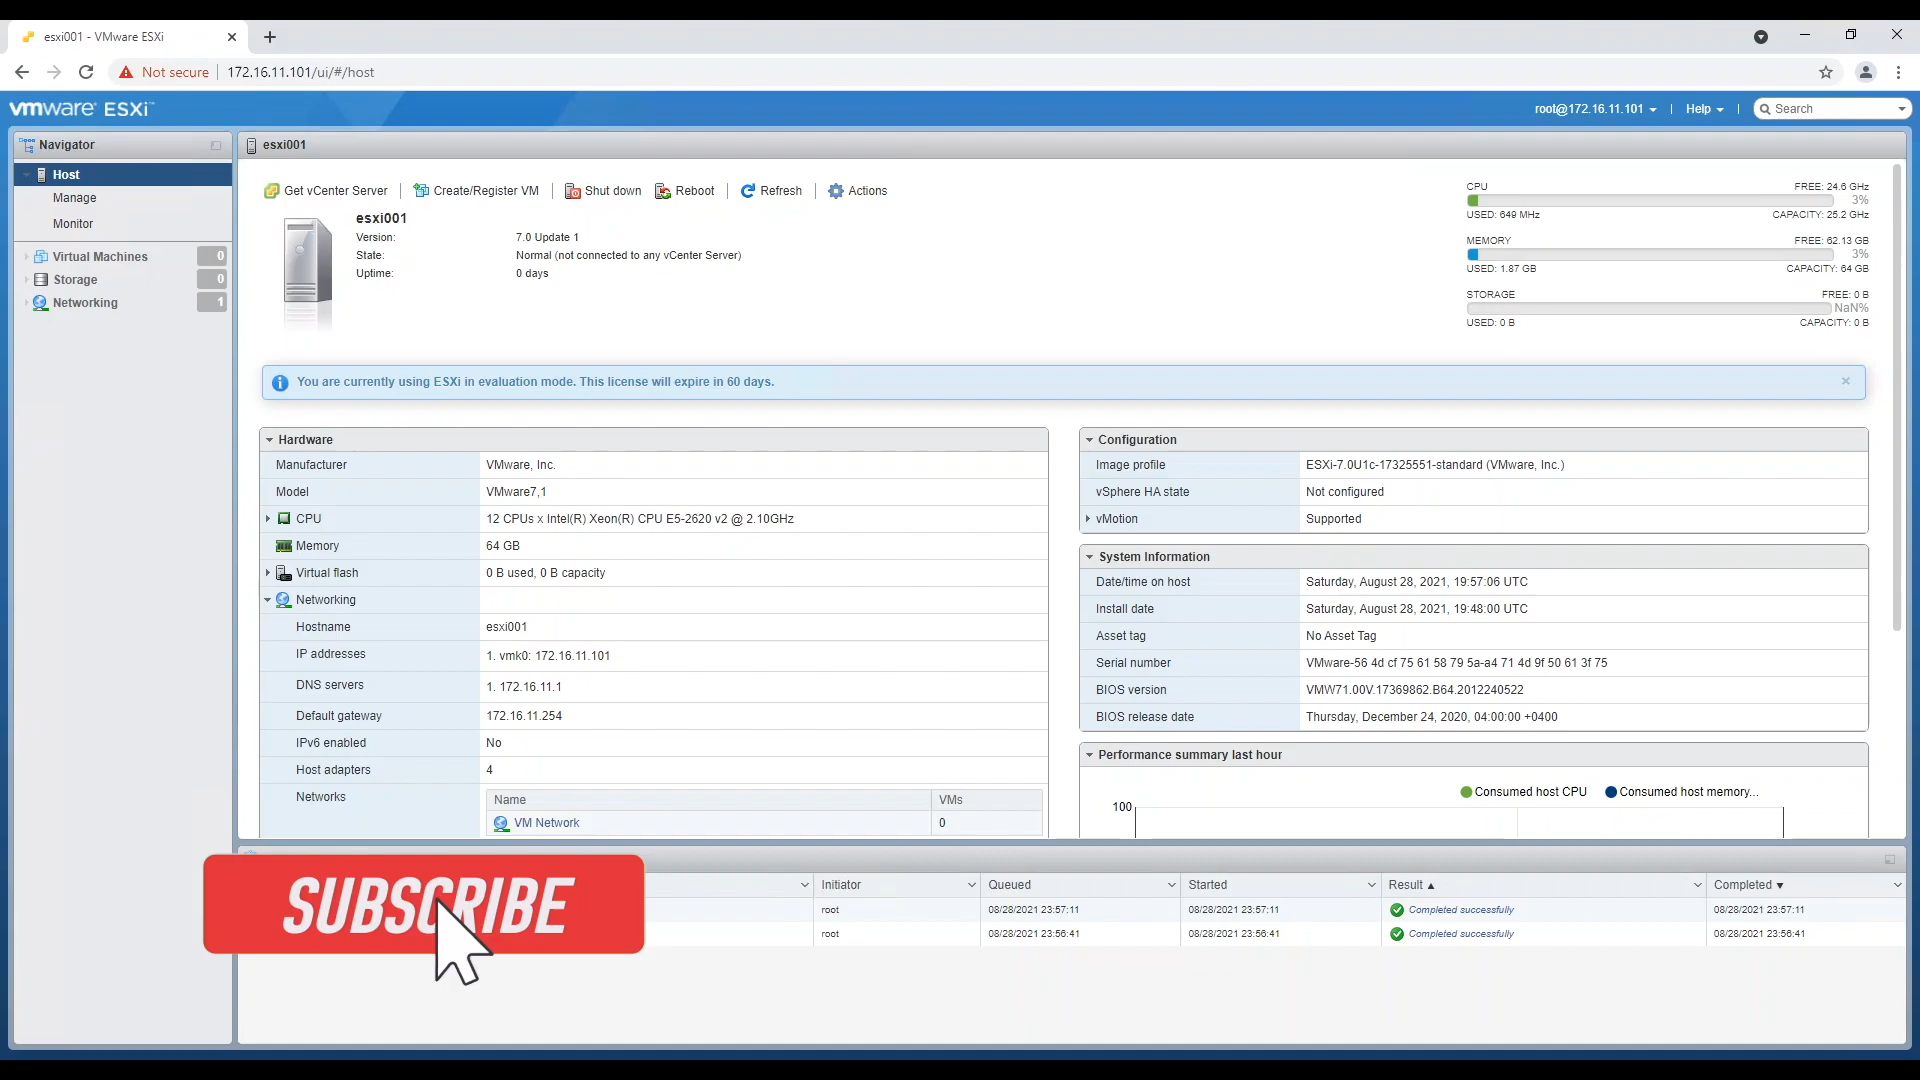 esxi001 - VMware ESXi
Not secure
172.16.11.101/ui/#/host
vmware ESXi™
root@172.16.11.101
Help
Search
Navigator
Host
Manage
Monitor
Virtual Machines 0
Storage 0
Networking 1
esxi001
Get vCenter Server
Create/Register VM
Shut down
Reboot
Refresh
Actions
esxi001
Version: 7.0 Update 1
State: Normal (not connected to any vCenter Server)
Uptime: 0 days
CPU FREE: 24.6 GHz
3%
USED: 649 MHz CAPACITY: 25.2 GHz
MEMORY FREE: 62.13 GB
3%
USED: 1.87 GB CAPACITY: 64 GB
STORAGE FREE: 0 B
NaN%
USED: 0 B CAPACITY: 0 B
You are currently using ESXi in evaluation mode. This license will expire in 60 days.
Hardware
Manufacturer VMware, Inc.
Model VMware7,1
CPU 12 CPUs x Intel(R) Xeon(R) CPU E5-2620 v2 @ 2.10GHz
Memory 64 GB
Virtual flash 0 B used, 0 B capacity
Networking
Hostname esxi001
IP addresses 1. vmk0: 172.16.11.101
DNS servers 1. 172.16.11.1
Default gateway 172.16.11.254
IPv6 enabled No
Host adapters 4
Networks Name VMs
VM Network 0
Configuration
Image profile ESXi-7.0U1c-17325551-standard (VMware, Inc.)
vSphere HA state Not configured
vMotion Supported
System Information
Date/time on host Saturday, August 28, 2021, 19:57:06 UTC
Install date Saturday, August 28, 2021, 19:48:00 UTC
Asset tag No Asset Tag
Serial number VMware-56 4d cf 75 61 58 79 5a-a4 71 4d 9f 50 61 3f 75
BIOS version VMW71.00V.17369862.B64.2012240522
BIOS release date Thursday, December 24, 2020, 04:00:00 +0400
Performance summary last hour
Consumed host CPU Consumed host memory...
100
Initiator Queued Started Result Completed
root 08/28/2021 23:57:11 08/28/2021 23:57:11 Completed successfully 08/28/2021 23:57:11
root 08/28/2021 23:56:41 08/28/2021 23:56:41 Completed successfully 08/28/2021 23:56:41
SUBSCRIBE